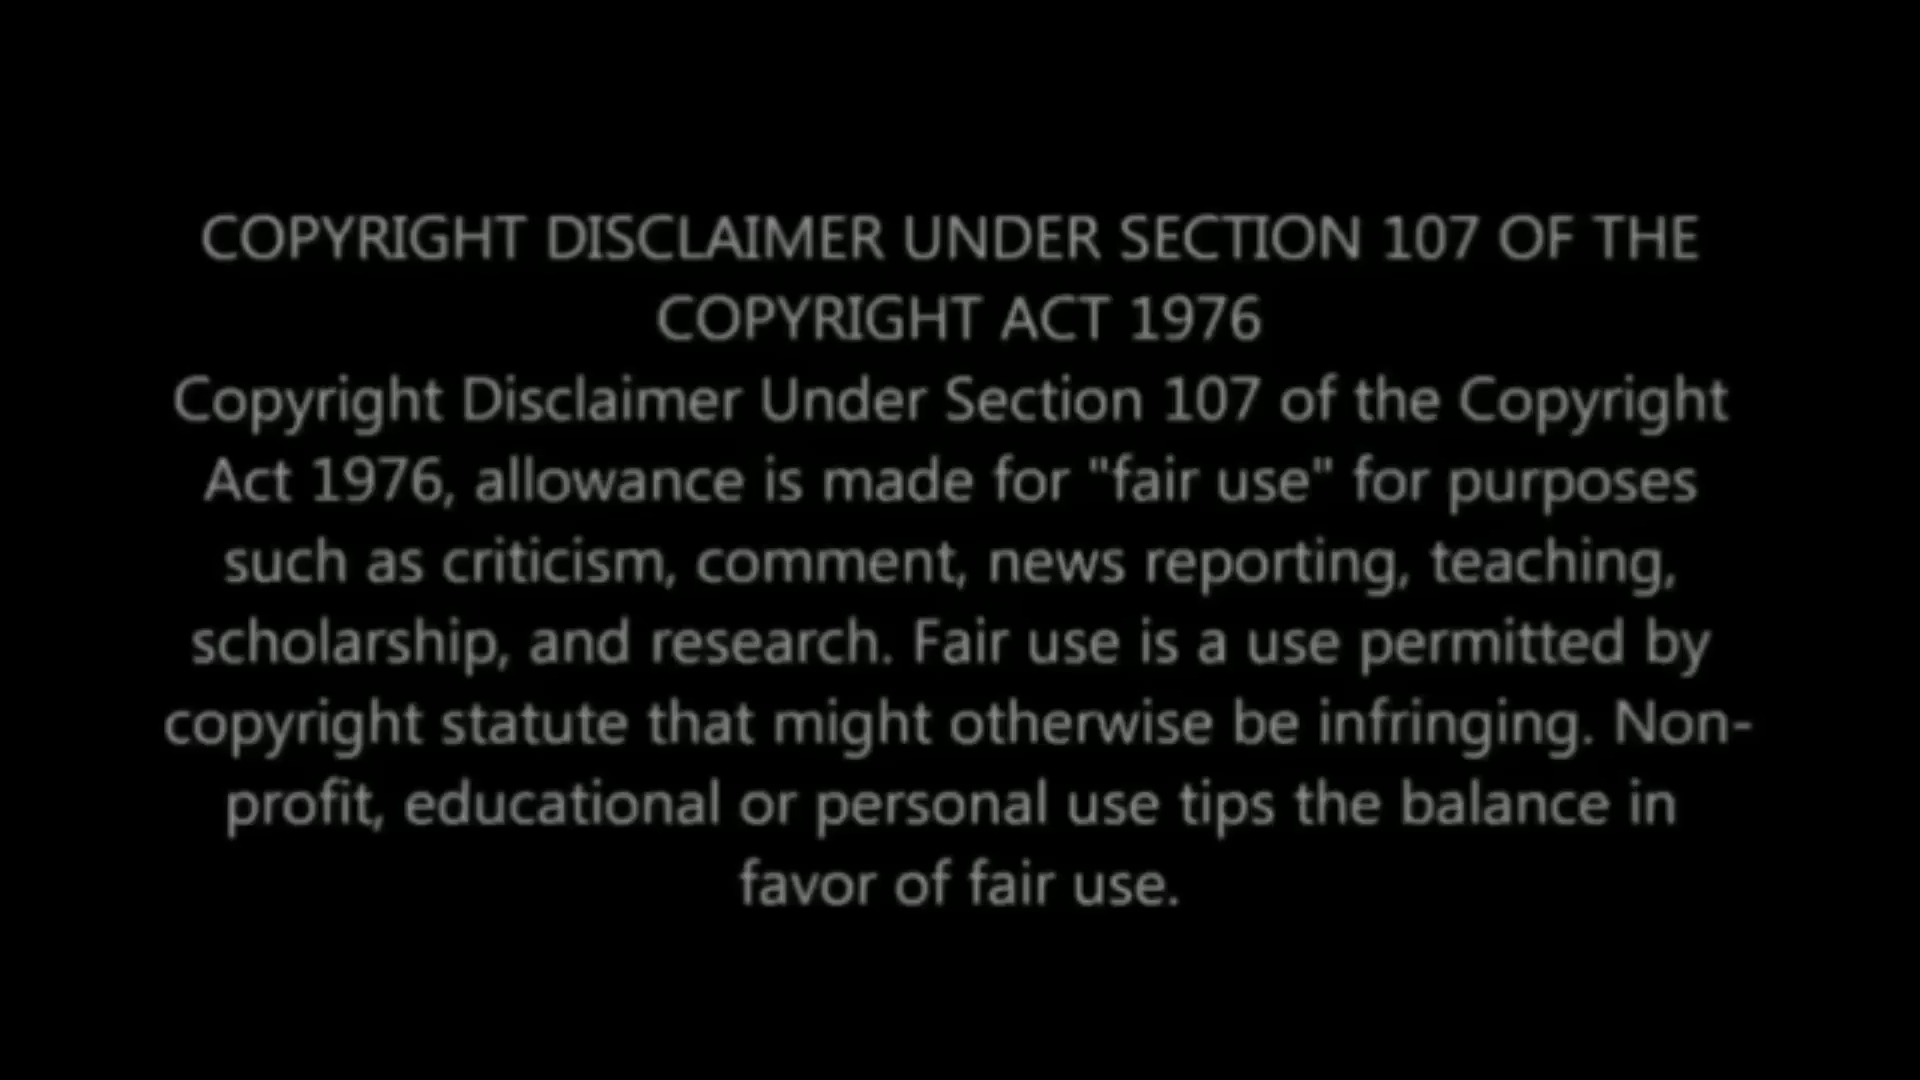 COPYRIGHT DISCLAIMER UNDER SECTION 107 OF THE
COPYRIGHT ACT 1976
Copyright Disclaimer Under Section 107 of the Copyright
Act 1976, allowance is made for "fair use" for purposes
such as criticism, comment, news reporting, teaching,
scholarship, and research. Fair use is a use permitted by
copyright statute that might otherwise be infringing. Non-
profit, educational or personal use tips the balance in
favor of fair use.